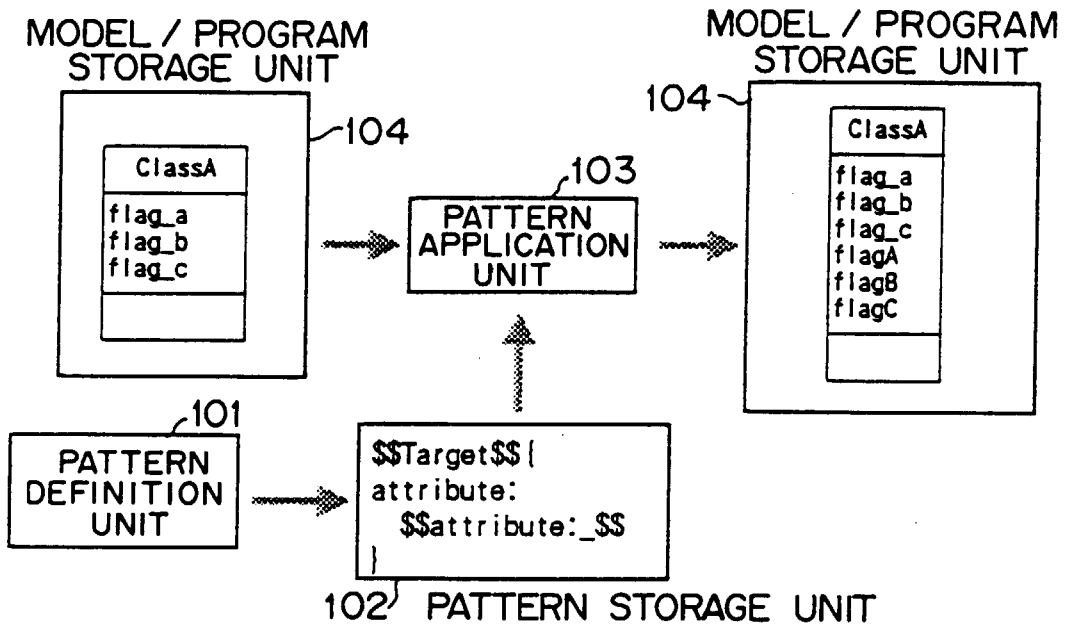 MODEL / PROGRAM
STORAGE UNIT
104
ClassA
flag_a
flag_b
flag_c
103
PATTERN
APPLICATION
UNIT
MODEL / PROGRAM
STORAGE UNIT
104
ClassA
flag_a
flag_b
flag_c
flagA
flagB
flagC
101
PATTERN
DEFINITION
UNIT
$$Target$${
attribute:
$$attribute:_$$
}
102 PATTERN STORAGE UNIT